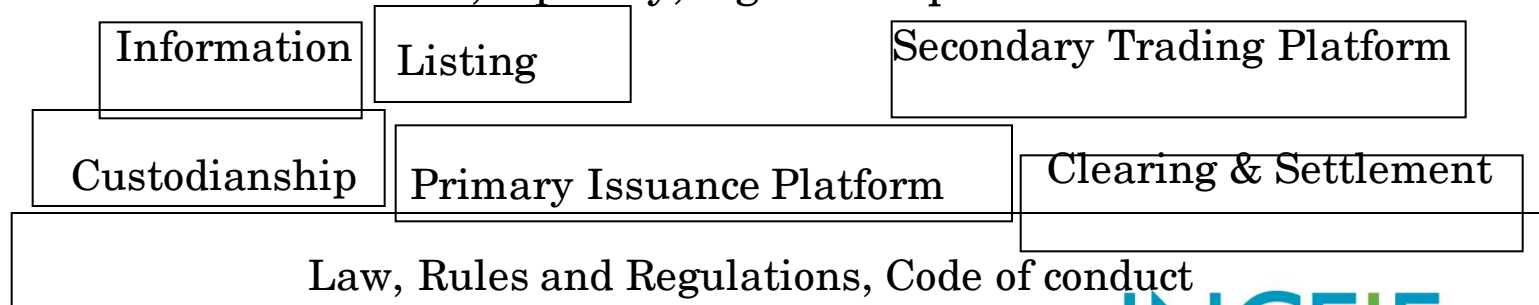 Information
Listing
Secondary Trading Platform
Custodianship
Primary Issuance Platform
Clearing & Settlement
Law, Rules and Regulations, Code of conduct